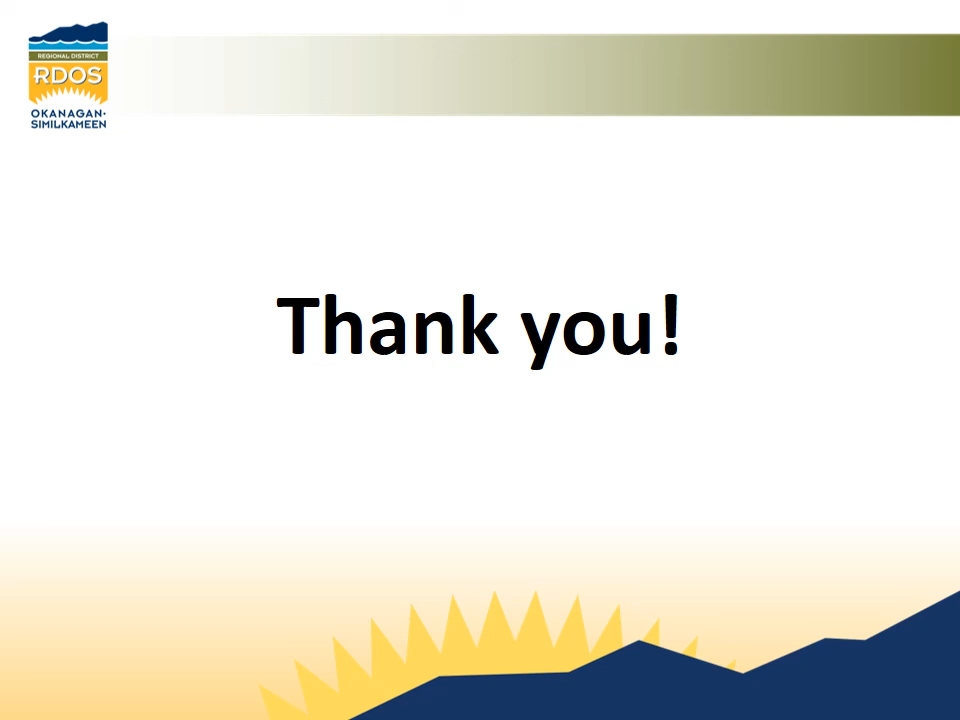 REGIONAL DISTRICT
RDOS
OKANAGAN-
SIMILKAMEEN
Thank you!